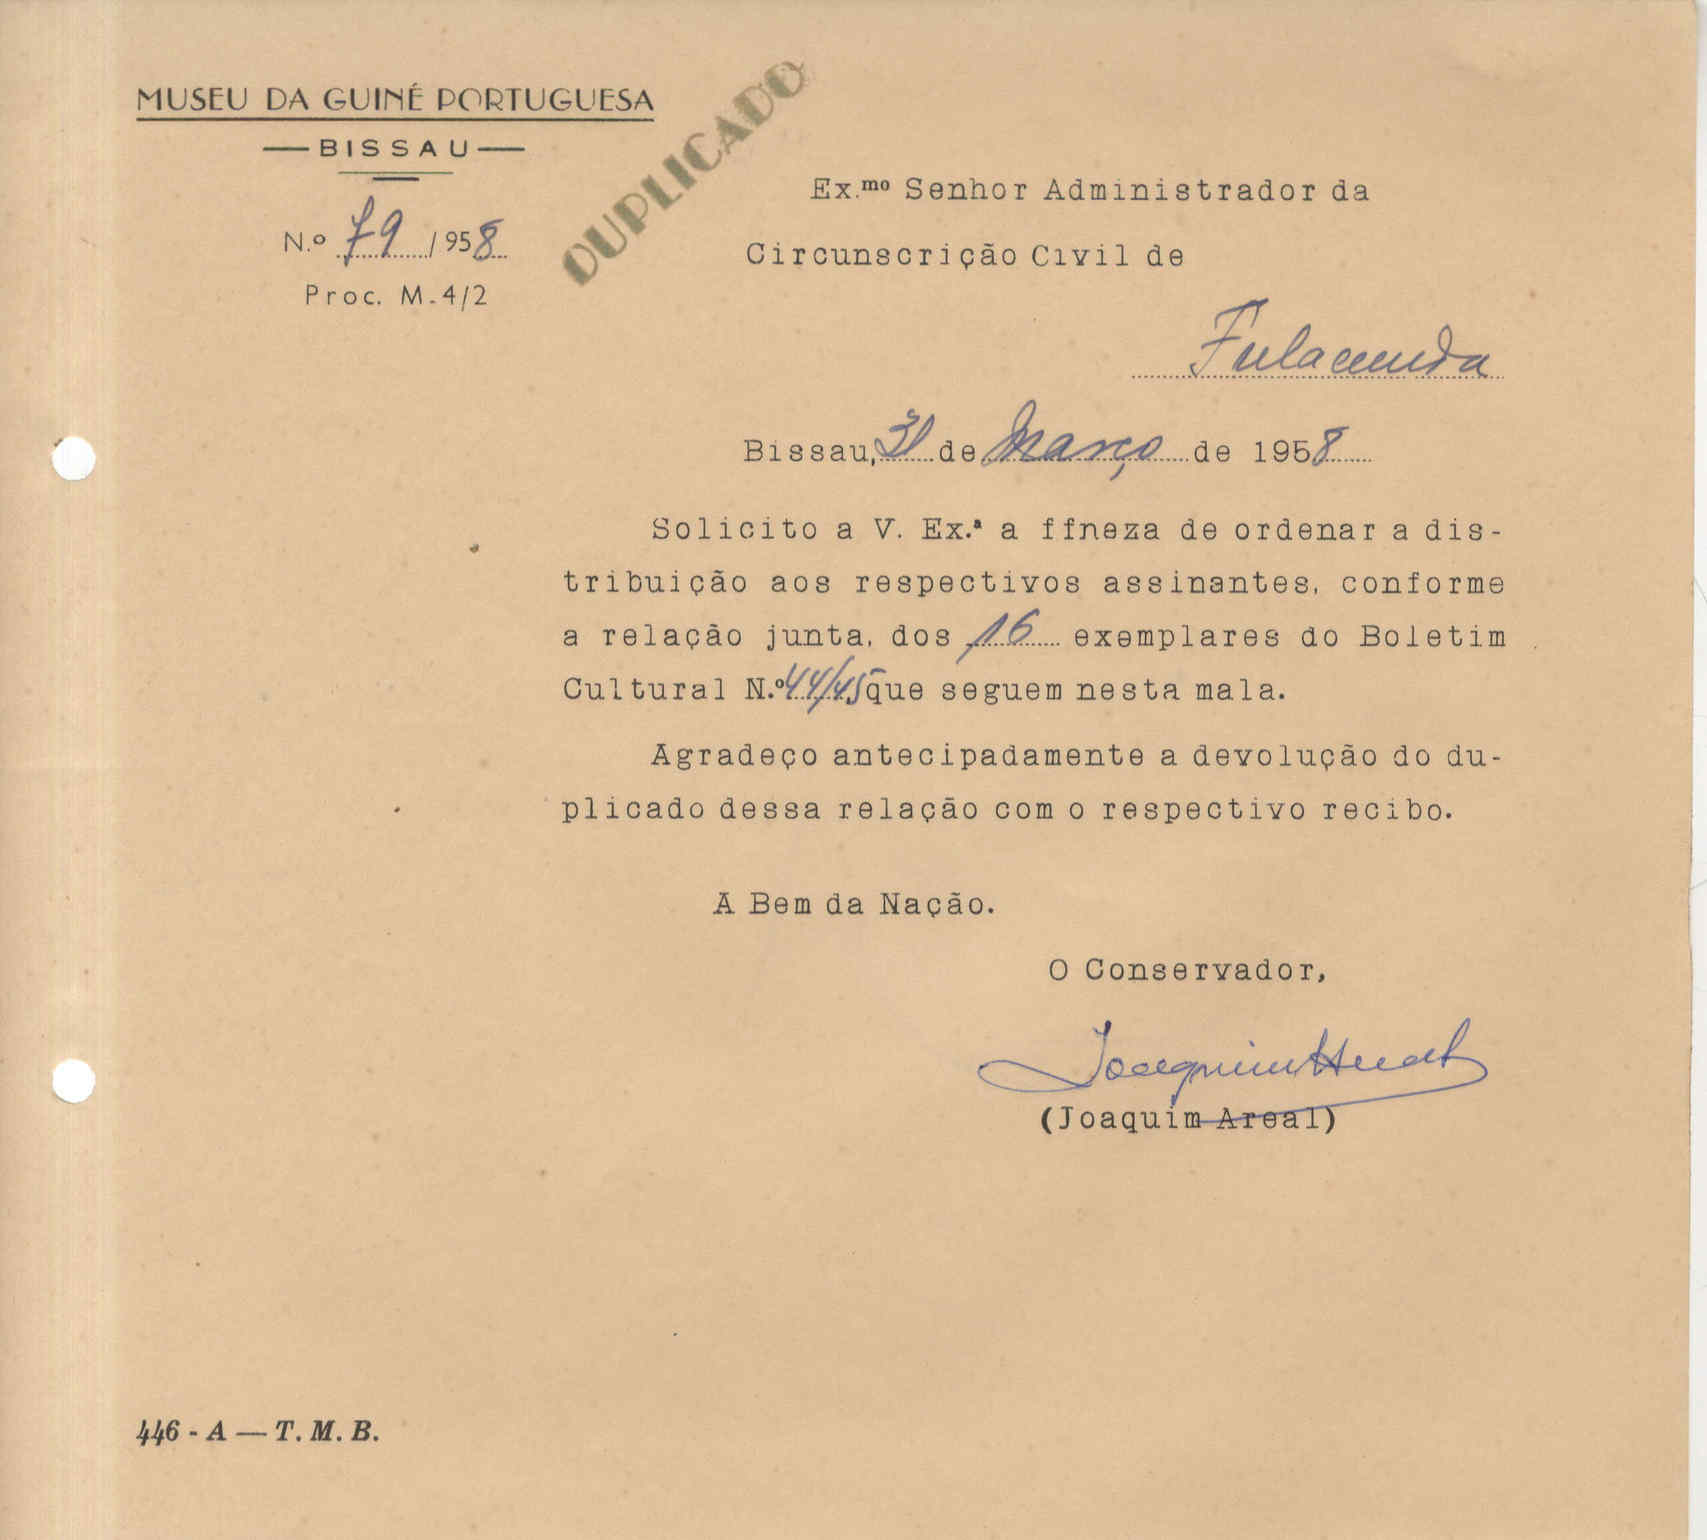 MUSEU DA GUINÉ PORTUGUESA
BISSAU
N.º 79 /958
Proc. M-4/2
DUPLICADO
Ex.mo Senhor Administrador da
Circunscrição Civil de
Fulacunda
Bissau, 31 de Março de 1958
Solicito a V. Ex.ª a ffneza de ordenar a dis-
tribuição aos respectivos assinantes, conforme
a relação junta, dos 16 exemplares do Boletim
Cultural N.º 44/45 que seguem nesta mala.
Agradeço antecipadamente a devolução do du-
plicado dessa relação com o respectivo recibo.
A Bem da Nação.
O Conservador,
Joaquim
(Joaquim Areal)
446 - A — T. M. B.